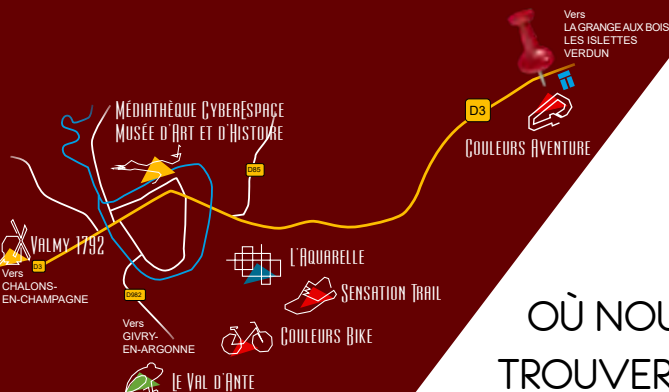 Vers
LA GRANGE AUX BOIS
LES ISLETTES
VERDUN
D3
COULEURS AVENTURE
MÉDIATHÈQUE CYBERESPACE
MUSÉE D'ART ET D'HISTOIRE
D85
VALMY 1792
D3
Vers
CHALONS-
EN-CHAMPAGNE
D982
Vers
GIVRY-
EN-ARGONNE
L'AQUARELLE
SENSATION TRAIL
COULEURS BIKE
LE VAL D'ANTE
OÙ NOU
TROUVER